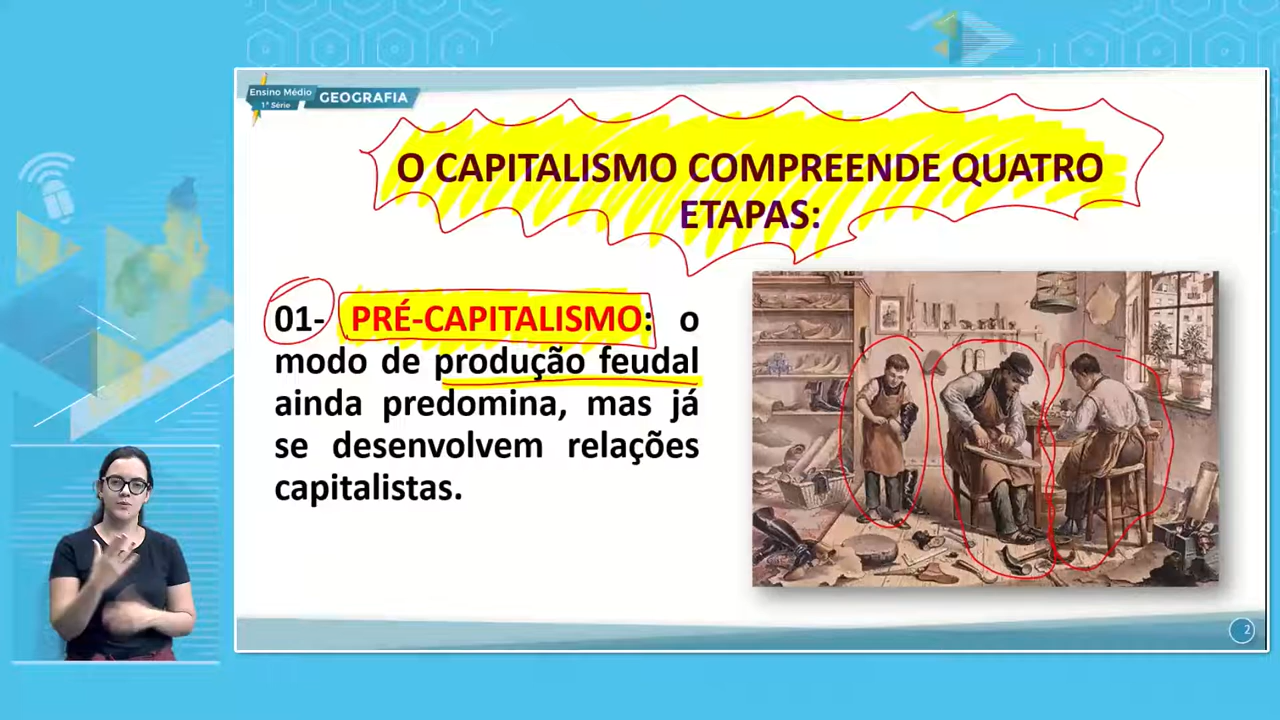 Ensino Médio
1ª Série
GEOGRAFIA
O CAPITALISMO COMPREENDE QUATRO
ETAPAS:
01- PRÉ-CAPITALISMO: o
modo de produção feudal
ainda predomina, mas já
se desenvolvem relações
capitalistas.
2